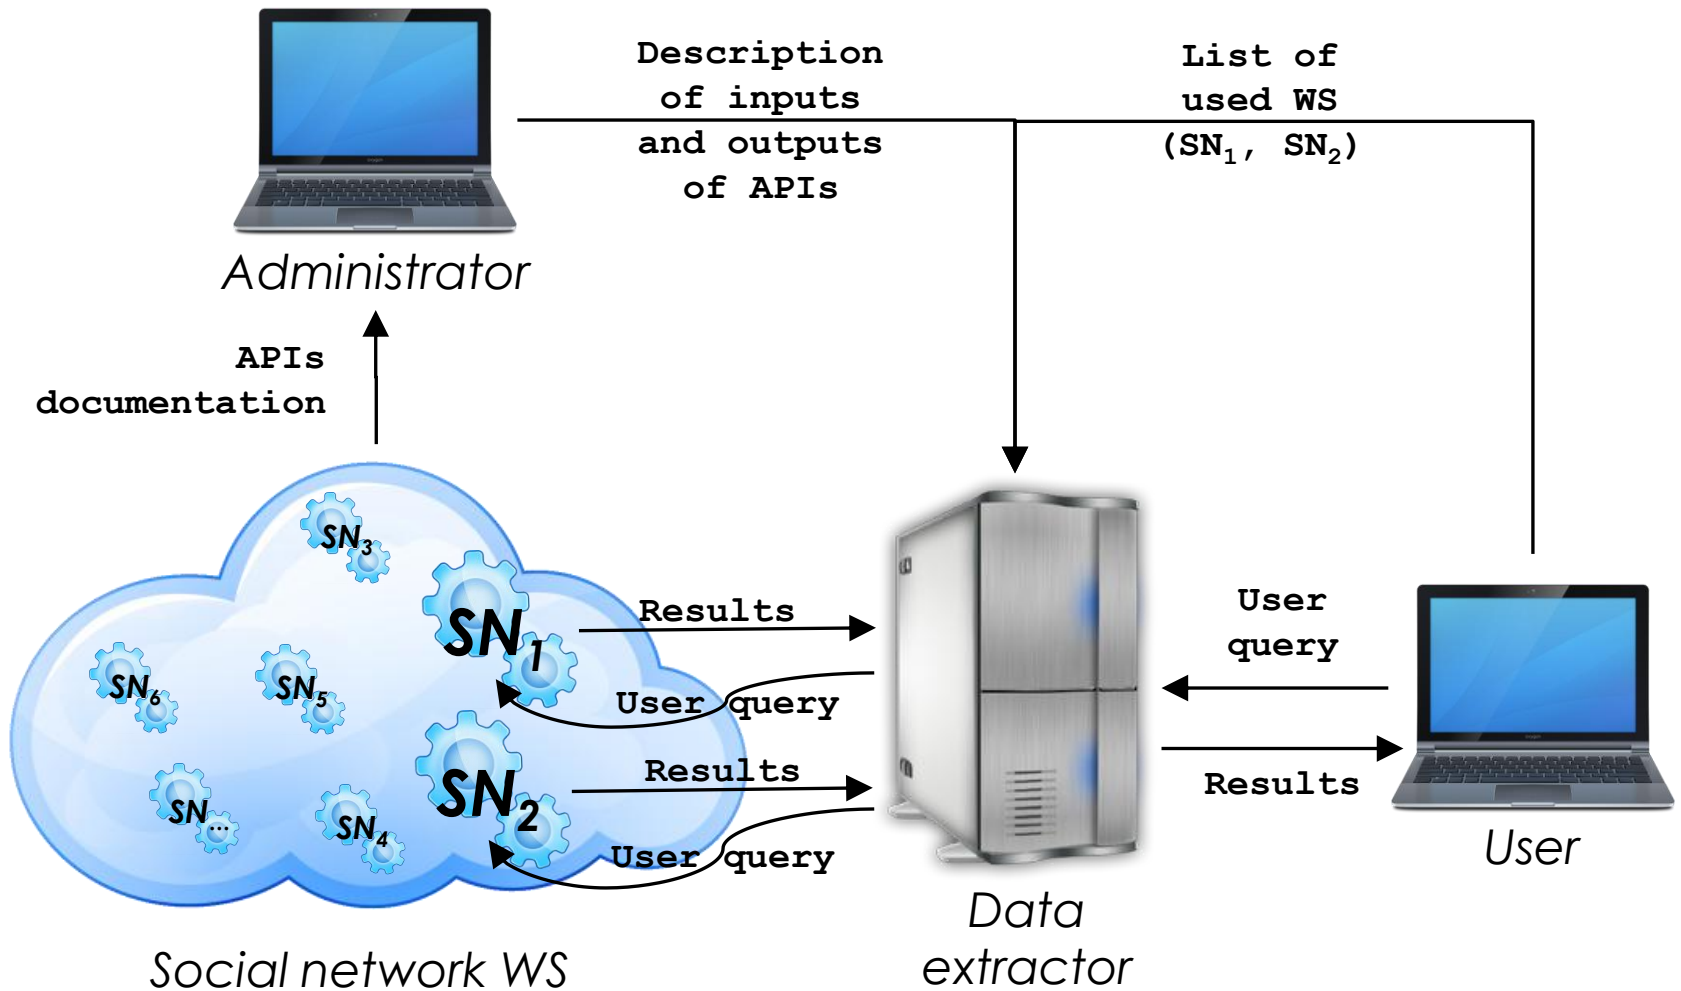 Description
of inputs
and outputs
of APIs
List of
used WS
(SN1, SN2)
Administrator
APIs
documentation
SN3
SN1
SN6
SN5
SN2
SN...
SN4
Results
User query
Results
User query
User
query
Results
User
Data
extractor
Social network WS